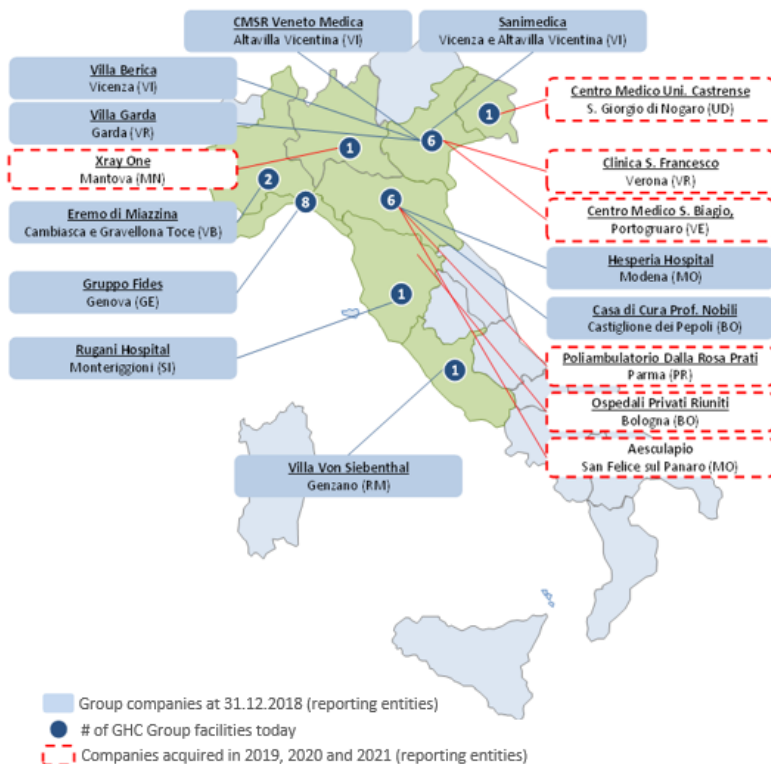 CMSR Veneto Medica
Altavilla Vicentina (VI)
Sanimedica
Vicenza e Altavilla Vicentina (VI)
Villa Berica
Vicenza (VI)
Centro Medico Uni. Castrense
S. Giorgio di Nogaro (UD)
Villa Garda
Garda (VR)
1
6
Xray One
Mantova (MN)
1
Clinica S. Francesco
Verona (VR)
2
8
6
Eremo di Miazzina
Cambiasca e Gravellona Toce (VB)
Centro Medico S. Biagio,
Portogruaro (VE)
Hesperia Hospital
Modena (MO)
Gruppo Fides
Genova (GE)
1
Casa di Cura Prof. Nobili
Castiglione dei Pepoli (BO)
Rugani Hospital
Monteriggioni (SI)
1
Poliambulatorio Dalla Rosa Prati
Parma (PR)
Ospedali Privati Riuniti
Bologna (BO)
Aesculapio
San Felice sul Panaro (MO)
Villa Von Siebenthal
Genzano (RM)
Group companies at 31.12.2018 (reporting entities)
# of GHC Group facilities today
Companies acquired in 2019, 2020 and 2021 (reporting entities)